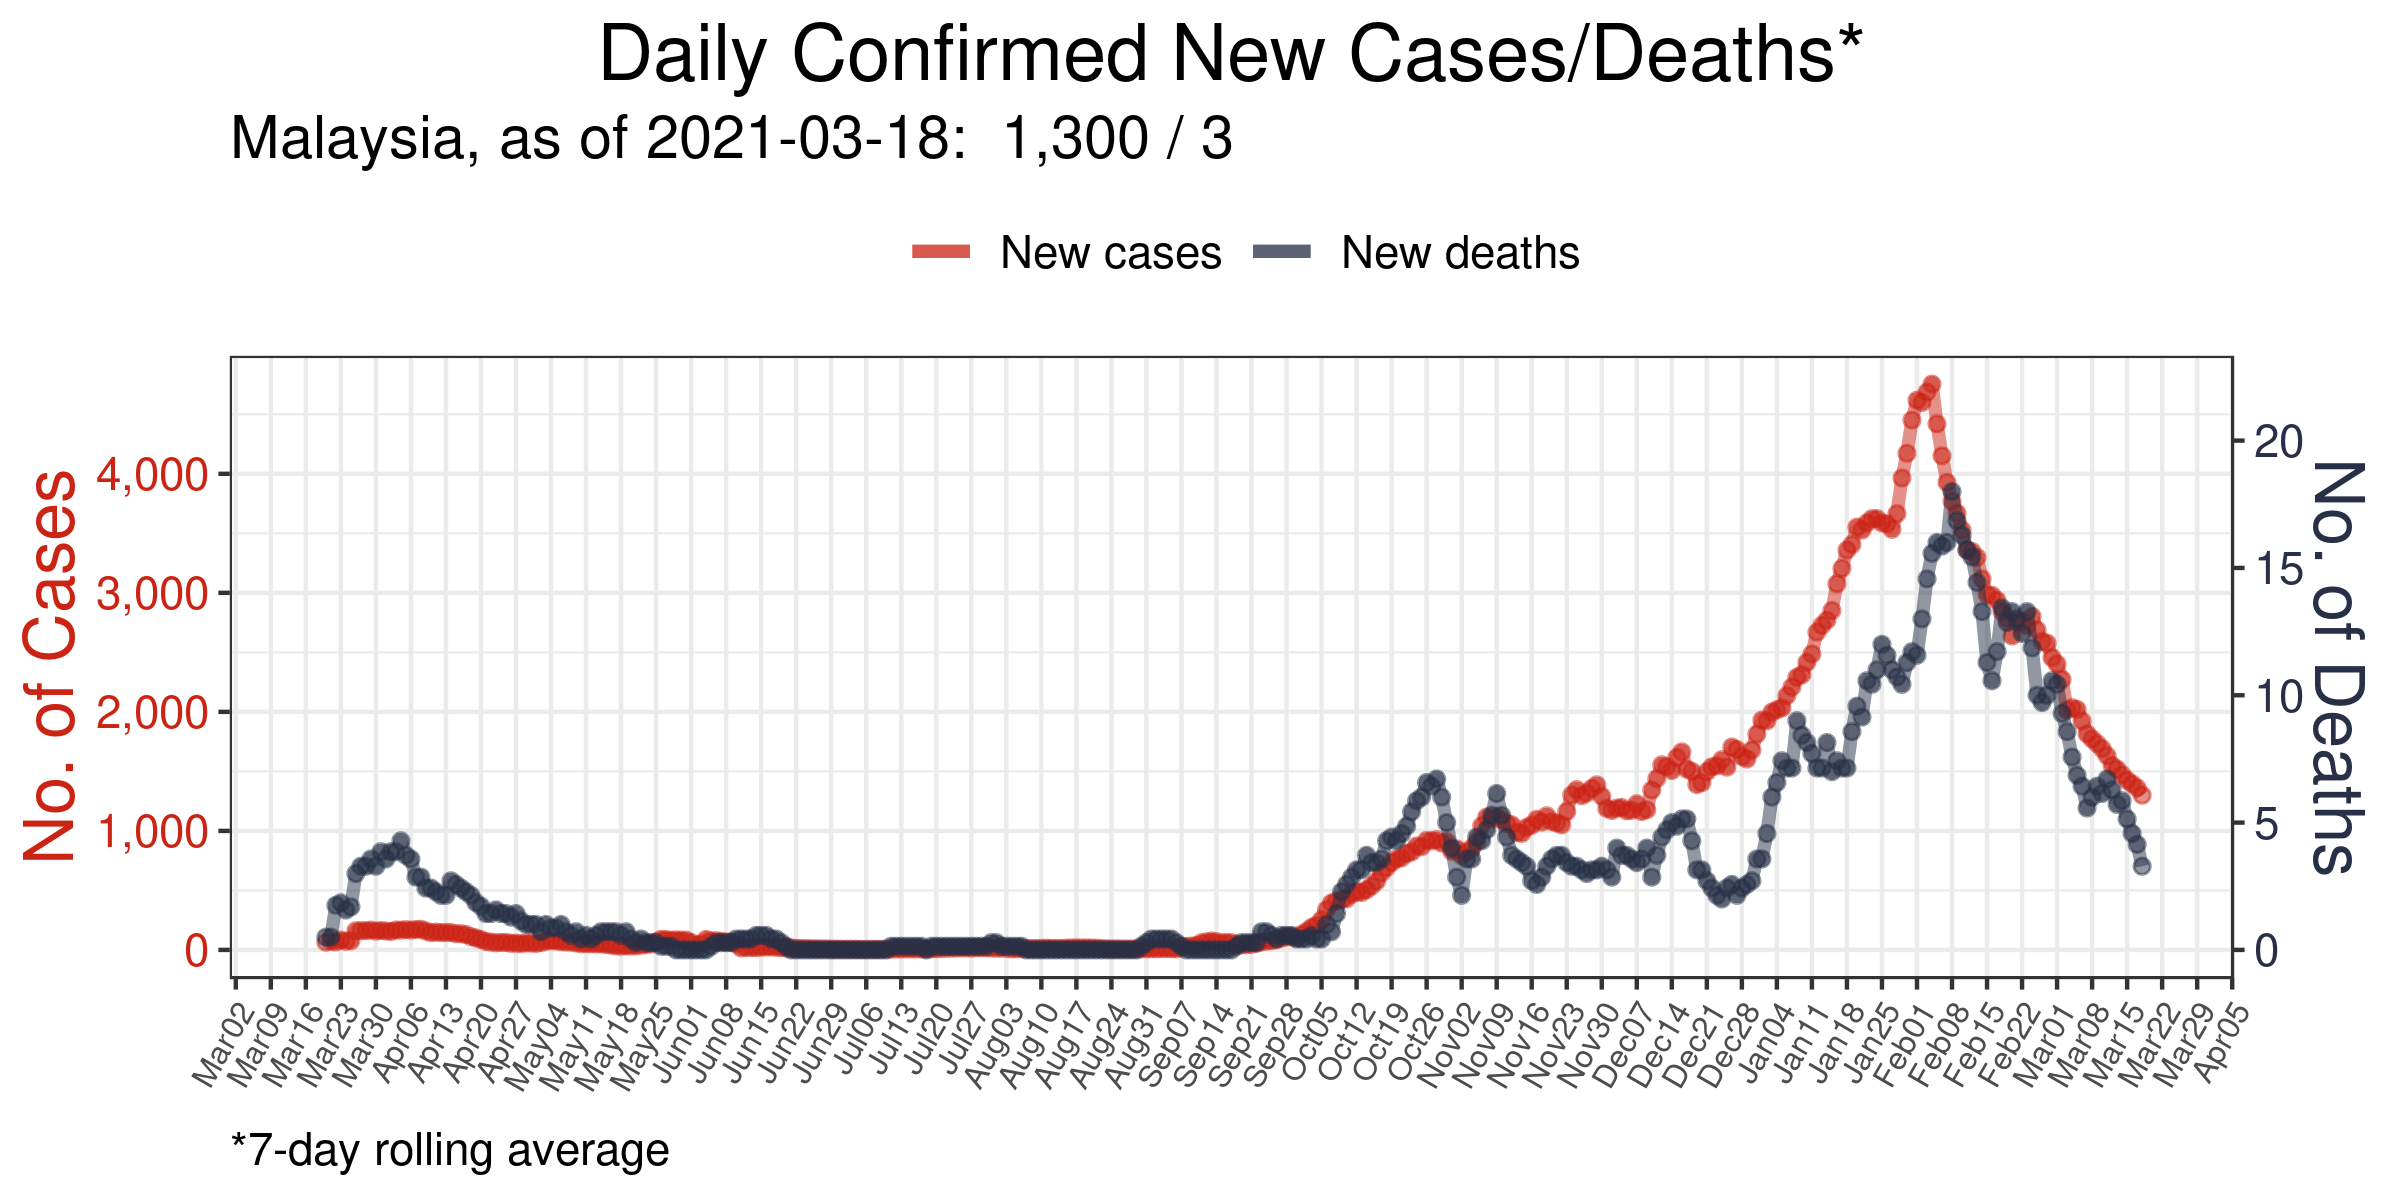 Daily Confirmed New Cases/Deaths*
Malaysia, as of 2021-03-18:  1,300 / 3
New cases
New deaths
No. of Cases
4,000
3,000
2,000
1,000
0
20
15
10
5
0
No. of Deaths
Mar02
Mar09
Mar16
Mar23
Mar30
Apr06
Apr13
Apr20
Apr27
May04
May11
May18
May25
Jun01
Jun08
Jun15
Jun22
Jun29
Jul06
Jul13
Jul20
Jul27
Aug03
Aug10
Aug17
Aug24
Aug31
Sep07
Sep14
Sep21
Sep28
Oct05
Oct12
Oct19
Oct26
Nov02
Nov09
Nov16
Nov23
Nov30
Dec07
Dec14
Dec21
Dec28
Jan04
Jan11
Jan18
Jan25
Feb01
Feb08
Feb15
Feb22
Mar01
Mar08
Mar15
Mar22
Mar29
Apr05
*7-day rolling average